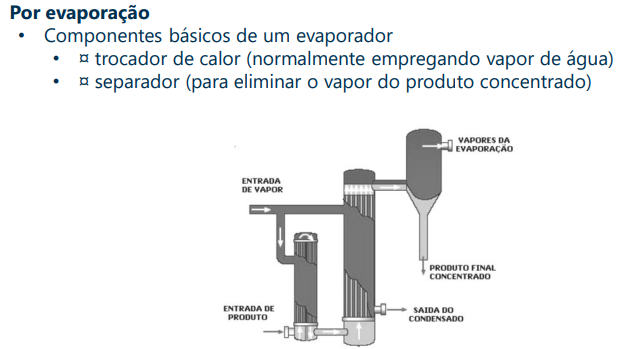 Por evaporação
• Componentes básicos de um evaporador
• ¤ trocador de calor (normalmente empregando vapor de água)
• ¤ separador (para eliminar o vapor do produto concentrado)
VAPORES DA
EVAPORAÇÃO
ENTRADA
DE VAPOR
PRODUTO FINAL
CONCENTRADO
ENTRADA DE
PRODUTO
SAIDA DO
CONDENSADO